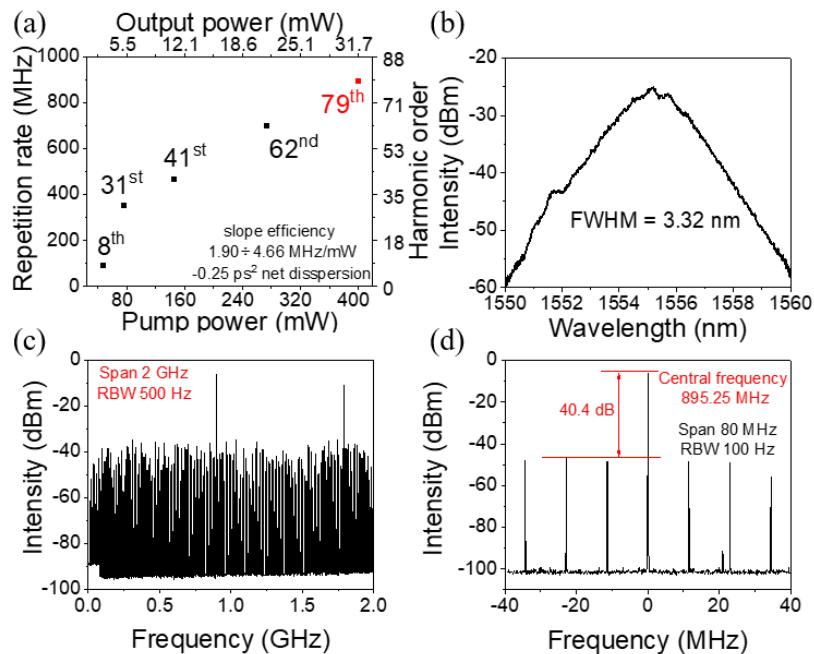 (a)
Output power (mW)
5.5 12.1 18.6 25.1 31.7
Repetition rate (MHz)
1000
800
600
400
200
0
8th
31st
41st
62nd
79th
slope efficiency
1.90÷4.66 MHz/mW
-0.25 ps² net disspersion
88
71
53
35
18
0
Harmonic order
80 160 240 320 400
Pump power (mW)
(b)
Intensity (dBm)
-20
-30
-40
-50
-60
FWHM = 3.32 nm
1550 1552 1554 1556 1558 1560
Wavelength (nm)
(c)
Intensity (dBm)
0
-20
-40
-60
-80
-100
Span 2 GHz
RBW 500 Hz
0.0 0.5 1.0 1.5 2.0
Frequency (GHz)
(d)
Intensity (dBm)
0
-20
-40
-60
-80
-100
40.4 dB
Central frequency
895.25 MHz
Span 80 MHz
RBW 100 Hz
-40 -20 0 20 40
Frequency (MHz)